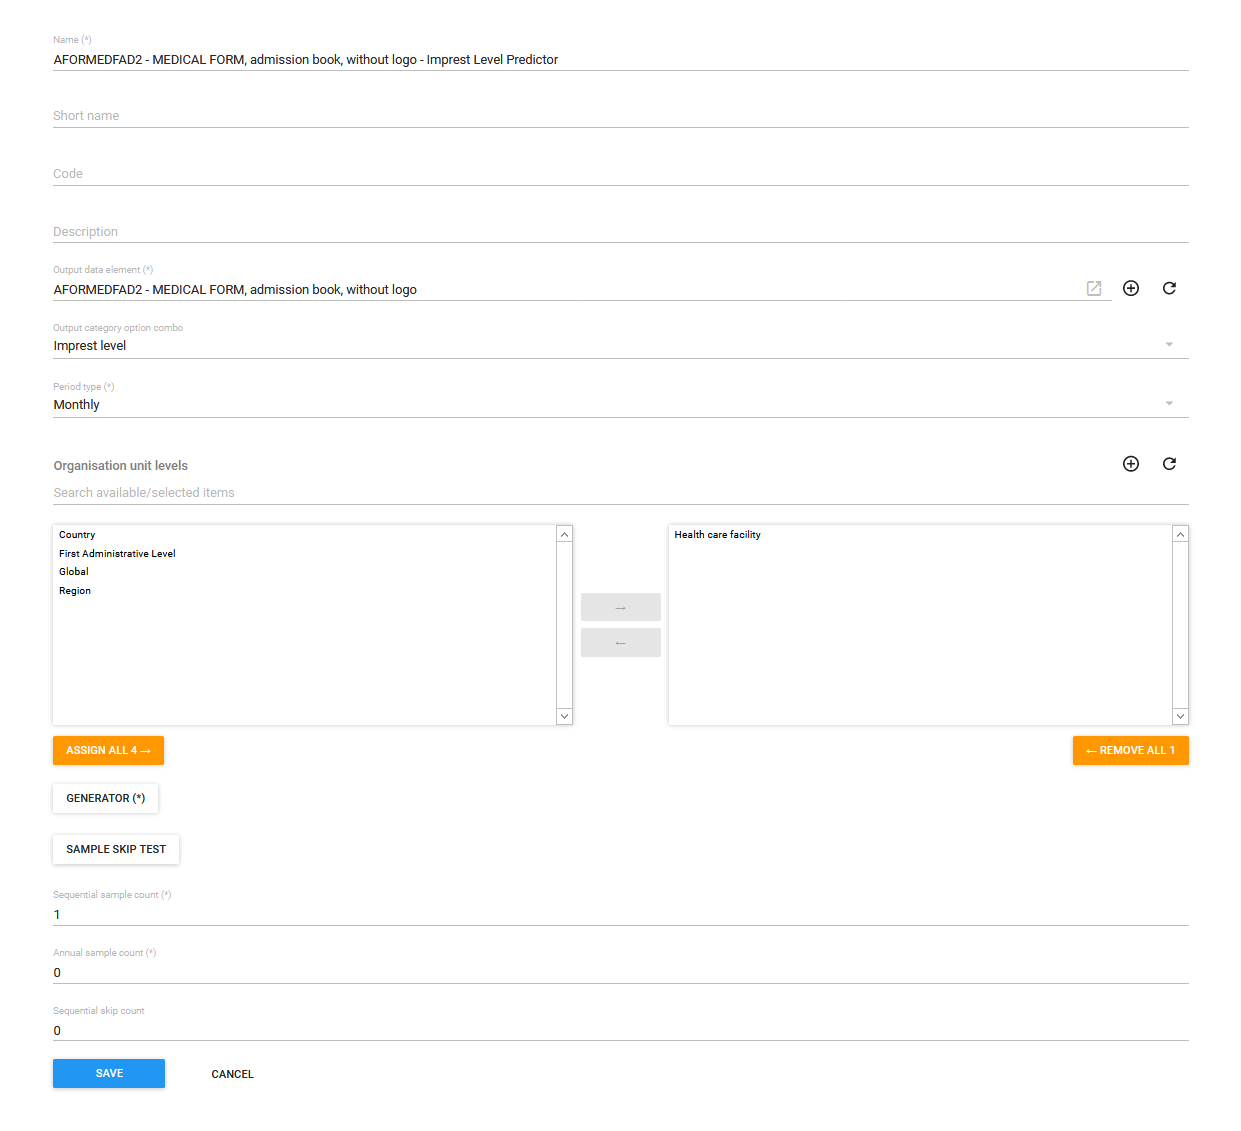 Name (*)
AFORMEDFAD2 - MEDICAL FORM, admission book, without logo - Imprest Level Predictor
Short name
Code
Description
Output data element (*)
AFORMEDFAD2 - MEDICAL FORM, admission book, without logo
Output category option combo
Imprest level
Period type (*)
Monthly
Organisation unit levels
Search available/selected items
Country
First Administrative Level
Global
Region
→
←
Health care facility
ASSIGN ALL 4 →
← REMOVE ALL 1
GENERATOR (*)
SAMPLE SKIP TEST
Sequential sample count (*)
1
Annual sample count (*)
0
Sequential skip count
0
SAVE
CANCEL